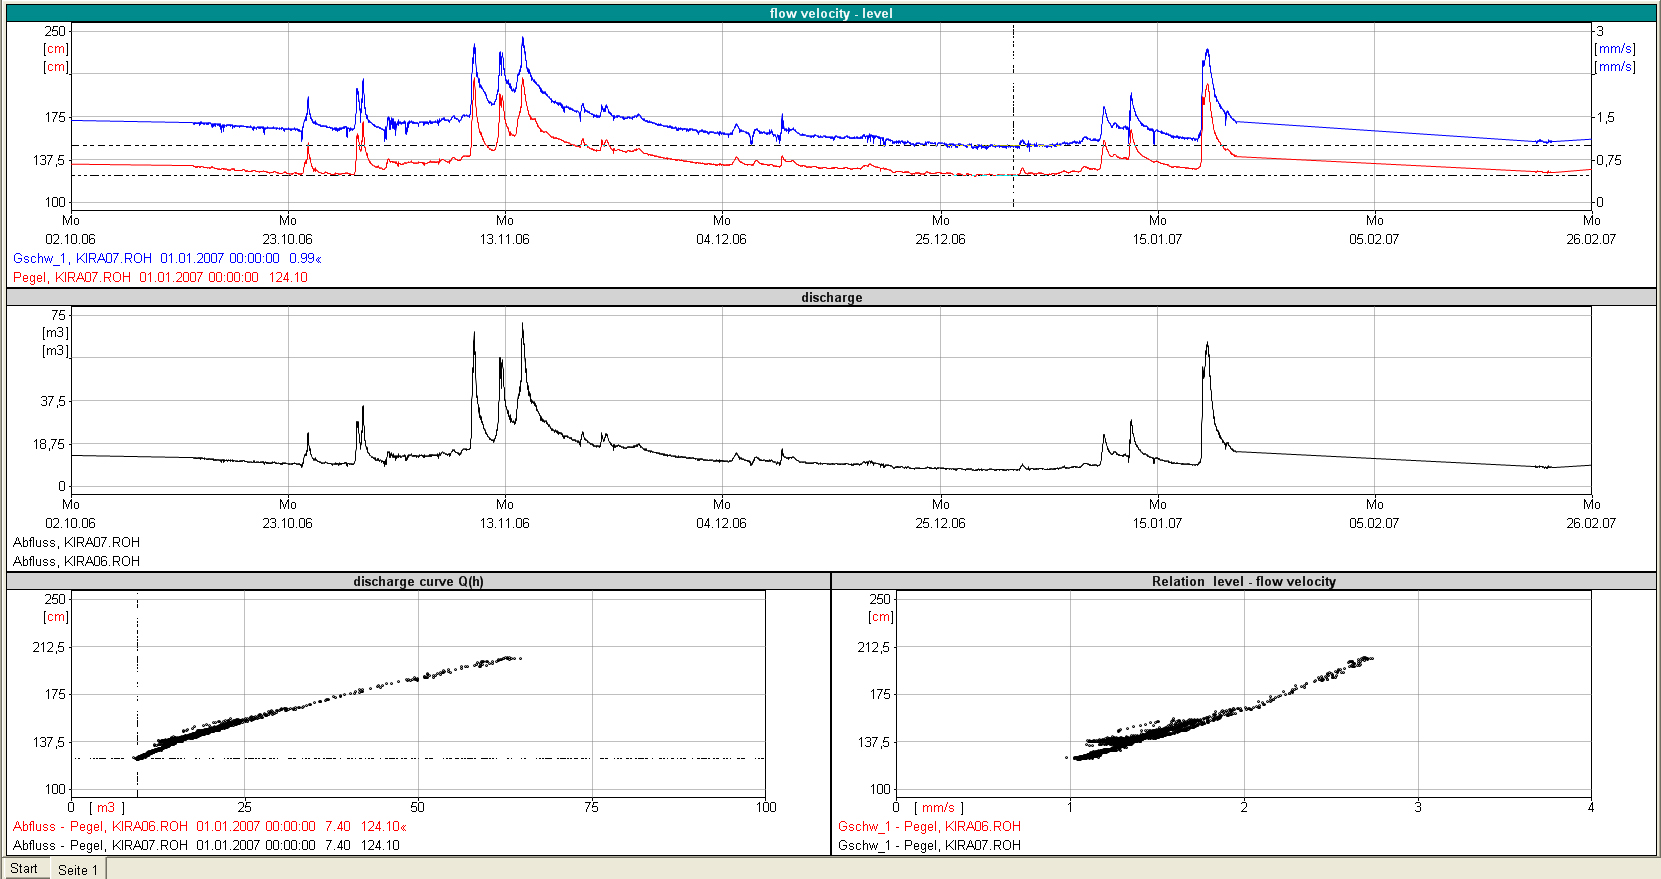 flow velocity - level
250 3
[cm] [mm/s]
[cm] [mm/s]
175 1,5
137,5 0,75
100 0
Mo Mo Mo Mo Mo Mo Mo Mo
02.10.06 23.10.06 13.11.06 04.12.06 25.12.06 15.01.07 05.02.07 26.02.07
Gschw_1, KIRA07.ROH 01.01.2007 00:00:00 0.99«
Pegel, KIRA07.ROH 01.01.2007 00:00:00 124.10
discharge
75
[m3]
[m3]
37,5
18,75
0
Mo Mo Mo Mo Mo Mo Mo Mo
02.10.06 23.10.06 13.11.06 04.12.06 25.12.06 15.01.07 05.02.07 26.02.07
Abfluss, KIRA07.ROH
Abfluss, KIRA06.ROH
discharge curve Q(h)
250
[cm]
212,5
175
137,5
100
0 [ m3 ] 25 50 75 100
Abfluss - Pegel, KIRA06.ROH 01.01.2007 00:00:00 7.40 124.10«
Abfluss - Pegel, KIRA07.ROH 01.01.2007 00:00:00 7.40 124.10
Relation level - flow velocity
250
[cm]
212,5
175
137,5
100
0 [ mm/s ] 1 2 3 4
Gschw_1 - Pegel, KIRA06.ROH
Gschw_1 - Pegel, KIRA07.ROH
Start Seite 1